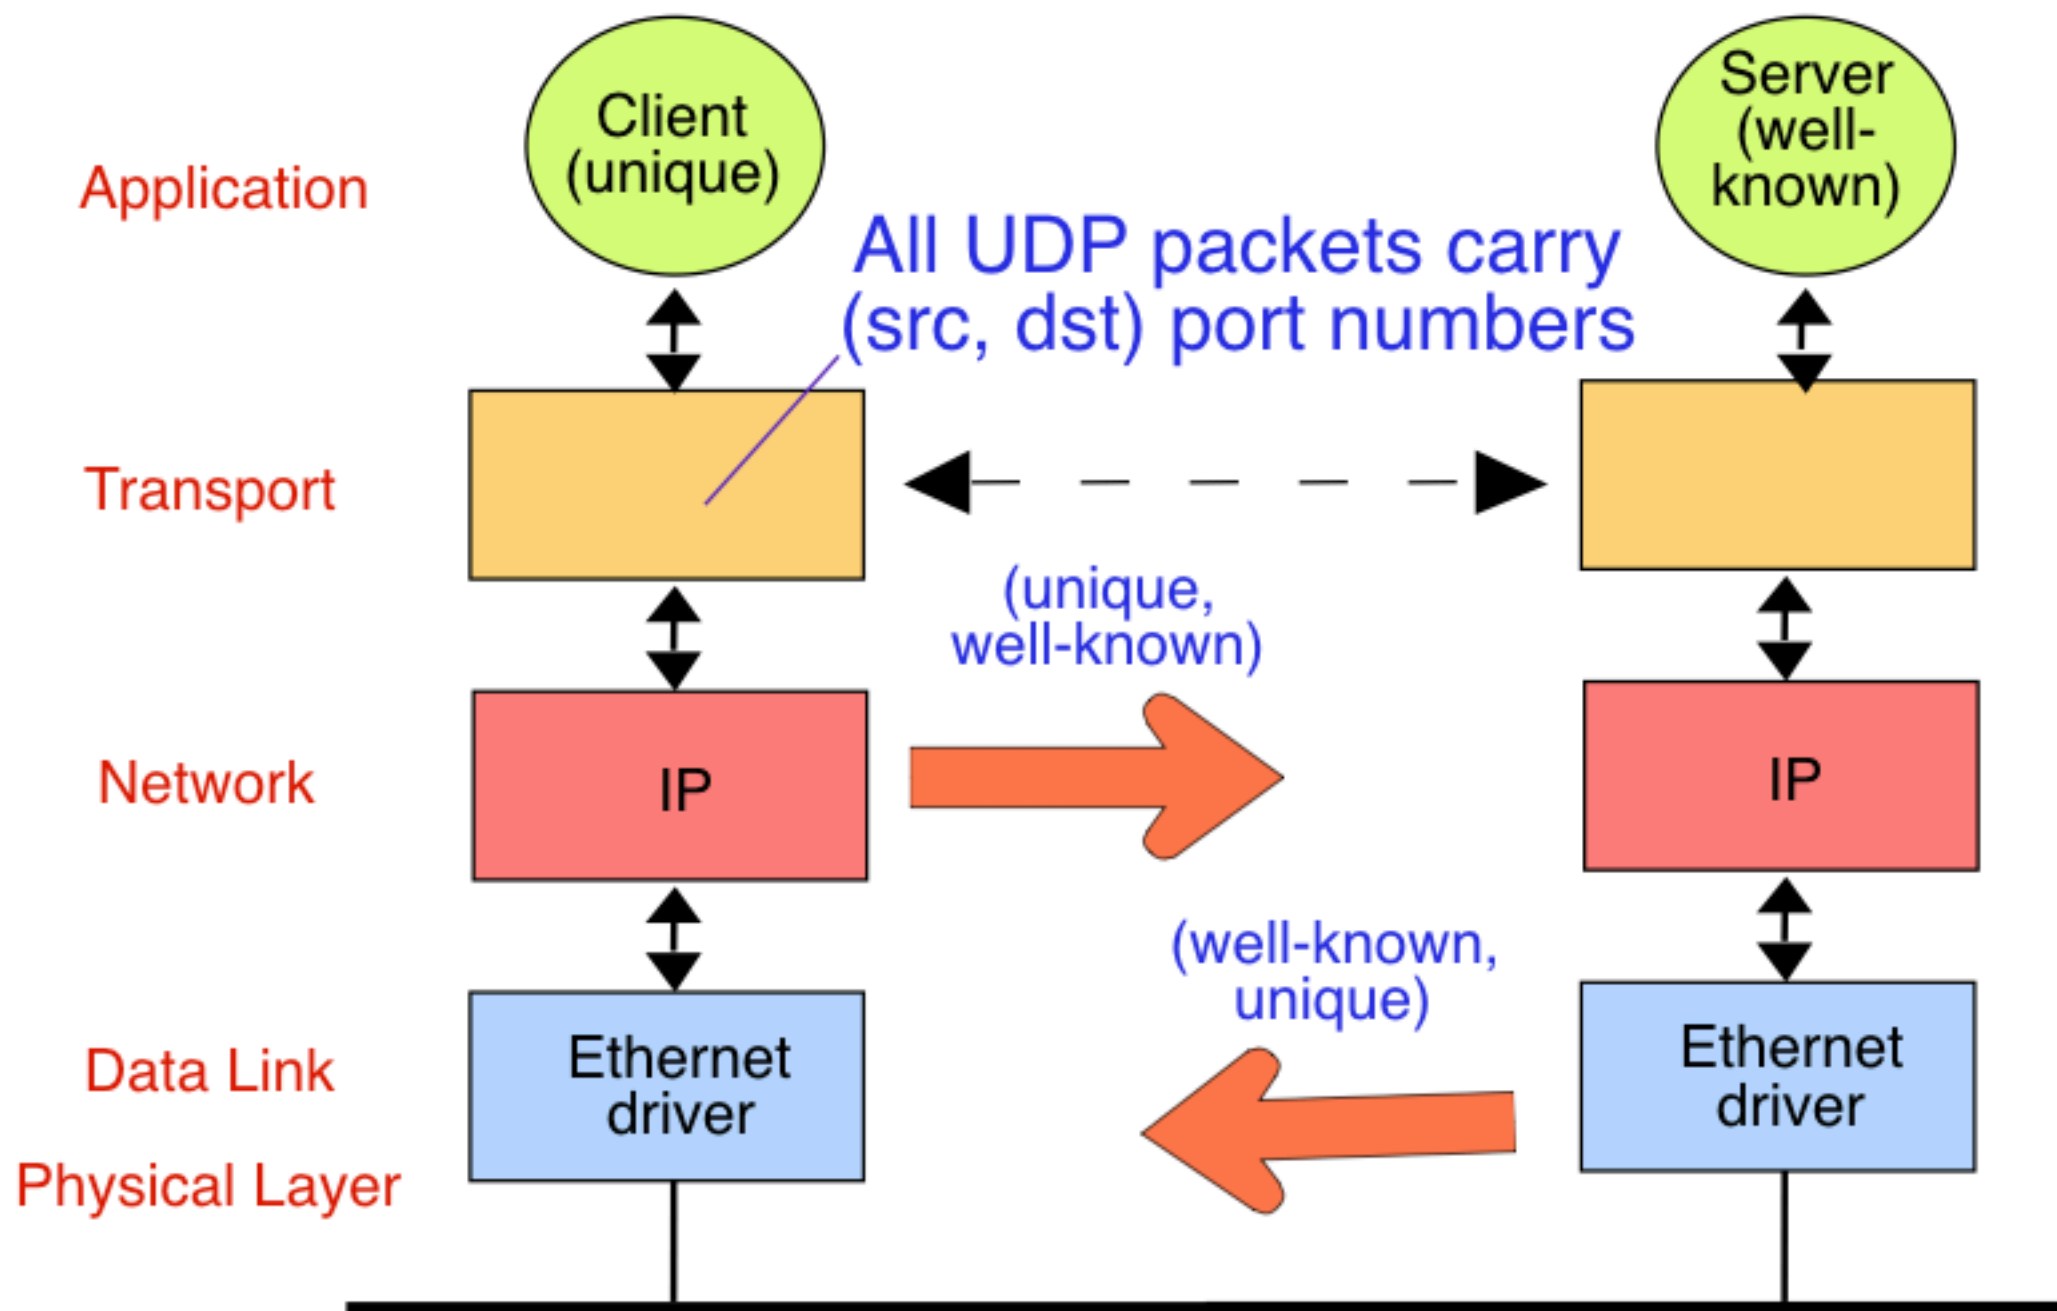 Client
(unique)
Server
(well-
known)
Application
All UDP packets carry
(src, dst) port numbers
Transport
(unique,
well-known)
Network
IP
IP
(well-known,
unique)
Data Link
Ethernet
driver
Ethernet
driver
Physical Layer